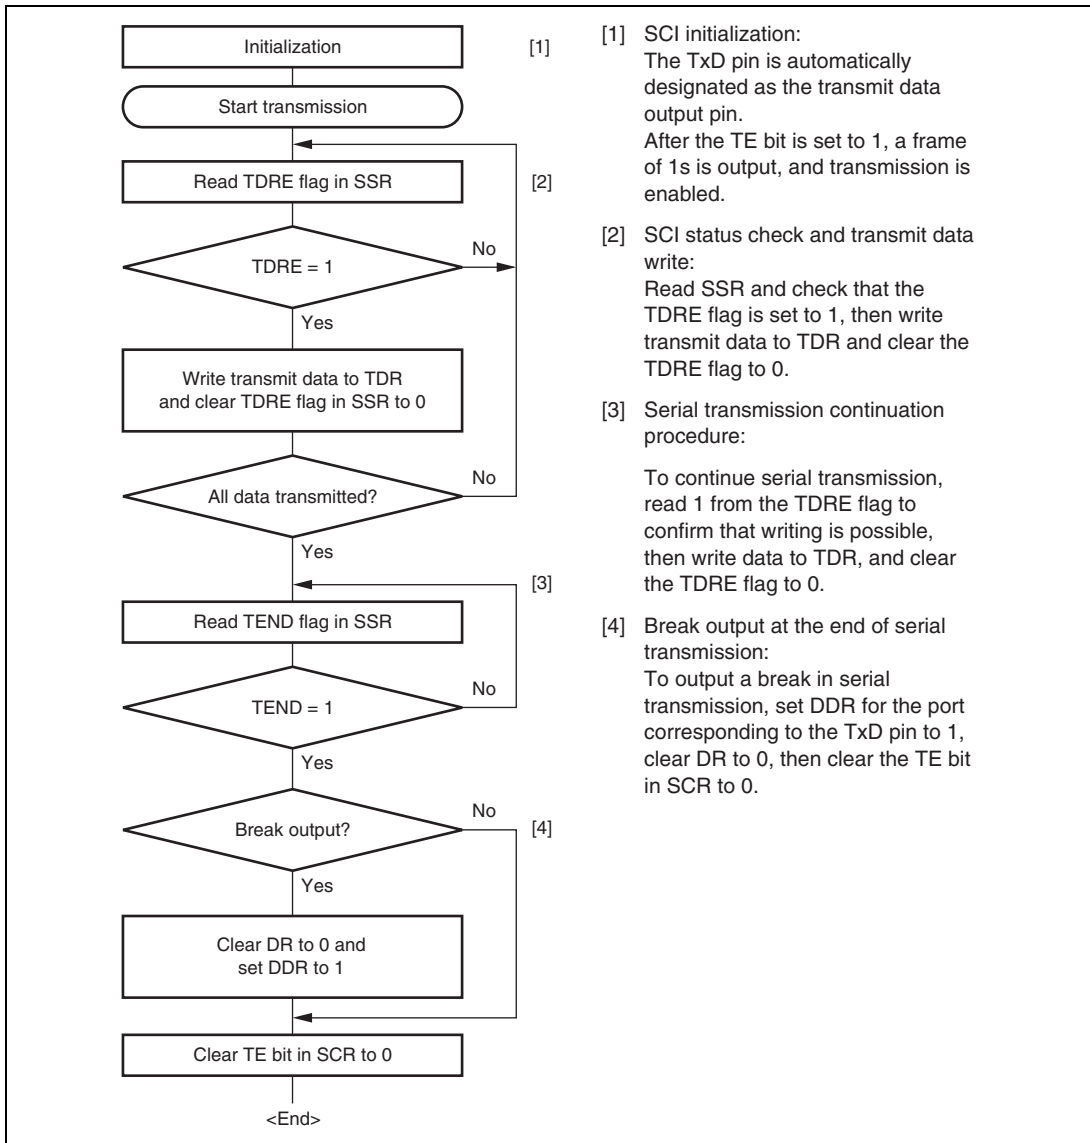 Initialization
[1]
Start transmission
Read TDRE flag in SSR
[2]
No
TDRE = 1
Yes
Write transmit data to TDR
and clear TDRE flag in SSR to 0
No
All data transmitted?
Yes
[3]
Read TEND flag in SSR
No
TEND = 1
Yes
No
[4]
Break output?
Yes
Clear DR to 0 and
set DDR to 1
Clear TE bit in SCR to 0
<End>
[1] SCI initialization:
The TxD pin is automatically
designated as the transmit data
output pin.
After the TE bit is set to 1, a frame
of 1s is output, and transmission is
enabled.
[2] SCI status check and transmit data
write:
Read SSR and check that the
TDRE flag is set to 1, then write
transmit data to TDR and clear the
TDRE flag to 0.
[3] Serial transmission continuation
procedure:
To continue serial transmission,
read 1 from the TDRE flag to
confirm that writing is possible,
then write data to TDR, and clear
the TDRE flag to 0.
[4] Break output at the end of serial
transmission:
To output a break in serial
transmission, set DDR for the port
corresponding to the TxD pin to 1,
clear DR to 0, then clear the TE bit
in SCR to 0.